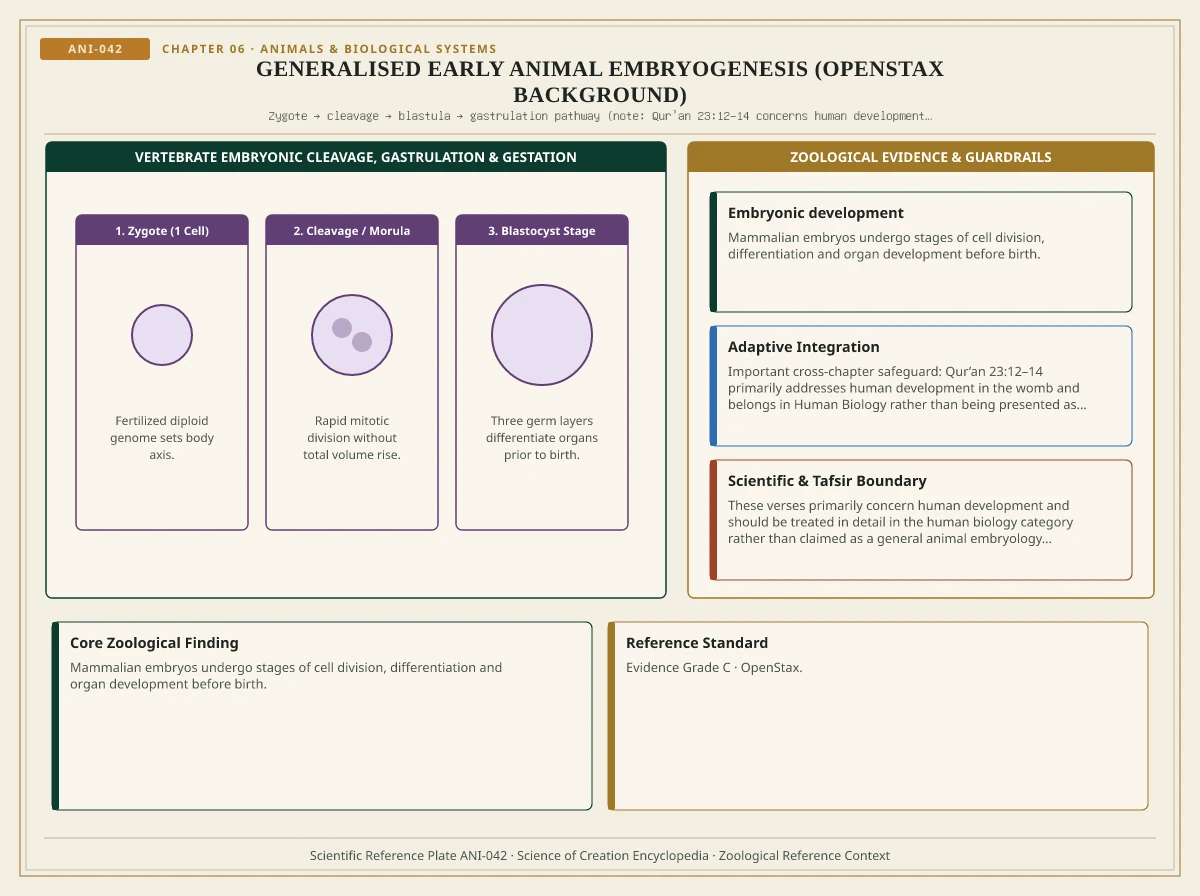 ANI-042
CHAPTER 06 · ANIMALS & BIOLOGICAL SYSTEMS
GENERALISED EARLY ANIMAL EMBRYOGENESIS (OPENSTAX
BACKGROUND)
Zygote → cleavage → blastula → gastrulation pathway (note: Qur’an 23:12–14 concerns human development…
VERTEBRATE EMBRYONIC CLEAVAGE, GASTRULATION & GESTATION
1. Zygote (1 Cell)
Fertilized diploid
genome sets body
axis.
2. Cleavage / Morula
Rapid mitotic
division without
total volume rise.
3. Blastocyst Stage
Three germ layers
differentiate organs
prior to birth.
ZOOLOGICAL EVIDENCE & GUARDRAILS
Embryonic development
Mammalian embryos undergo stages of cell division,
differentiation and organ development before birth.
Adaptive Integration
Important cross-chapter safeguard: Qur’an 23:12–14
primarily addresses human development in the womb and
belongs in Human Biology rather than being presented as…
Scientific & Tafsir Boundary
These verses primarily concern human development and
should be treated in detail in the human biology category
rather than claimed as a general animal embryology…
Core Zoological Finding
Mammalian embryos undergo stages of cell division, differentiation and
organ development before birth.
Reference Standard
Evidence Grade C · OpenStax.
Scientific Reference Plate ANI-042 · Science of Creation Encyclopedia · Zoological Reference Context